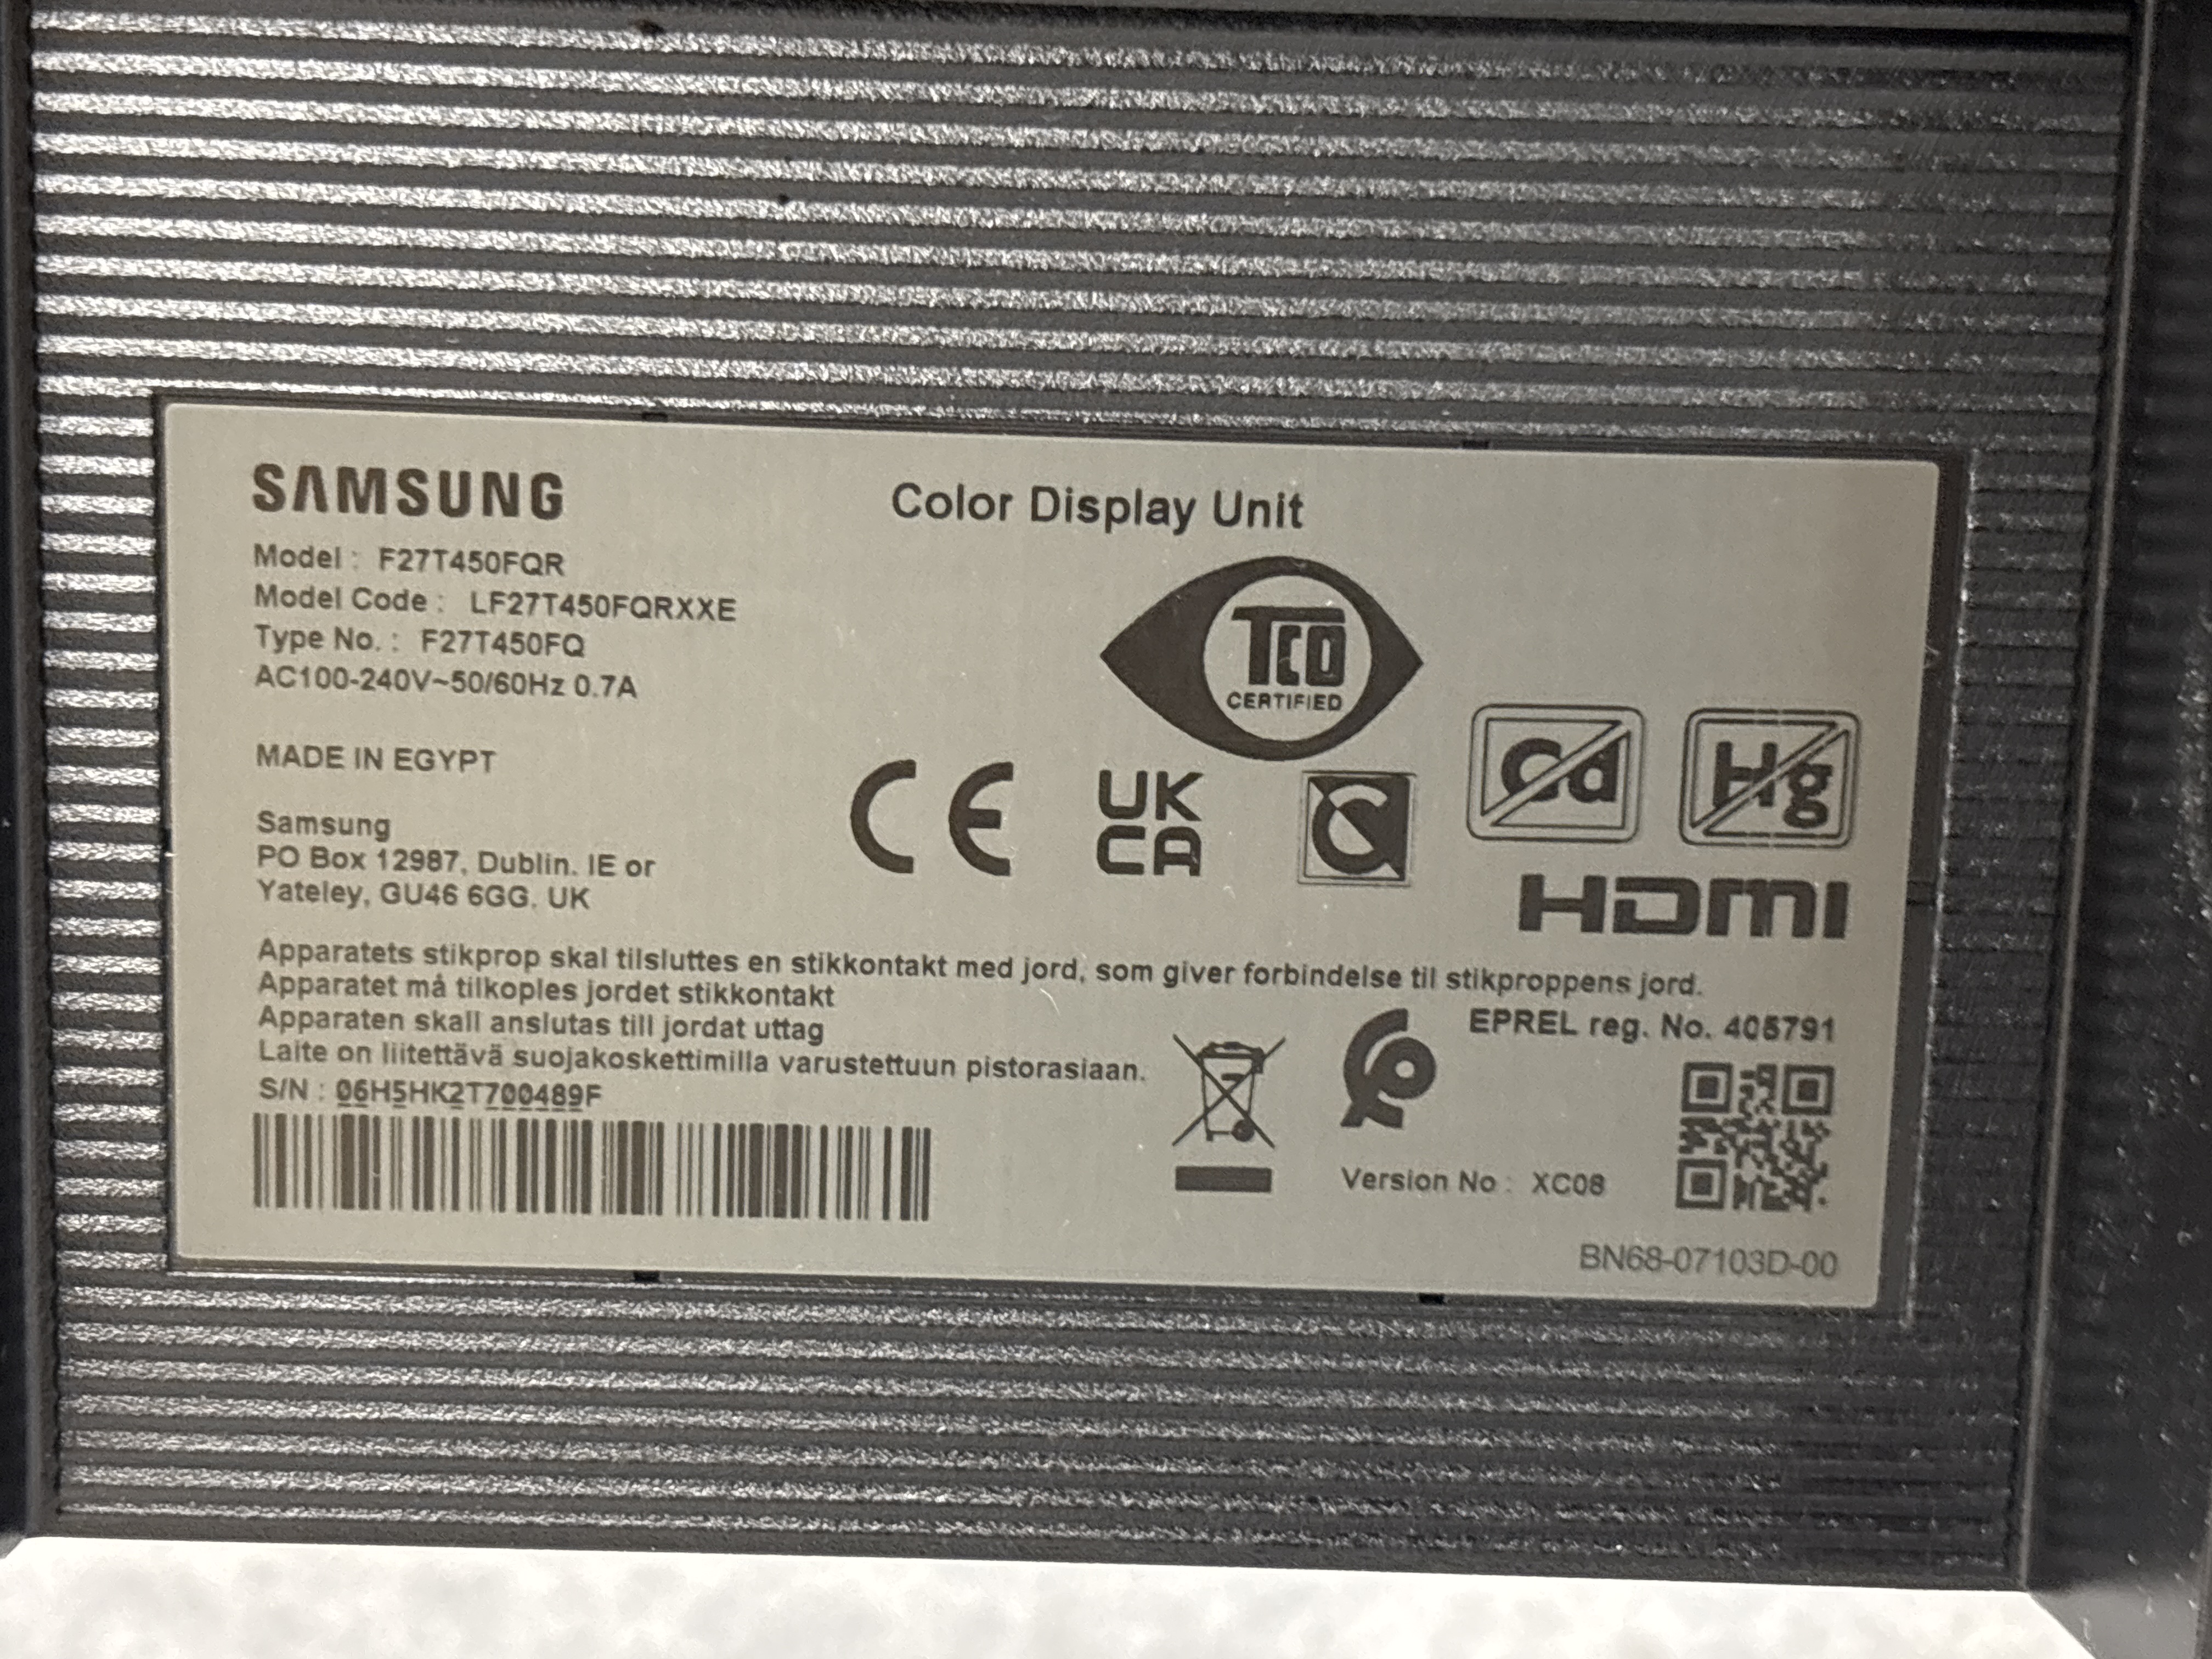 SAMSUNG
Color Display Unit
Model : F27T450FQR
Model Code : LF27T450FQRXXE
Type No. : F27T450FQ
AC100-240V~50/60Hz 0.7A
TCO
CERTIFIED
MADE IN EGYPT
Samsung
PO Box 12987, Dublin. IE or
Yateley, GU46 6GG. UK
CE
UK
CA
Cd
Hg
HDMI
Apparatets stikprop skal tilsluttes en stikkontakt med jord, som giver forbindelse til stikproppens jord.
Apparatet må tilkoples jordet stikkontakt
Apparaten skall anslutas till jordat uttag
Laite on liitettävä suojakoskettimilla varustettuun pistorasiaan.
EPREL reg. No. 405791
S/N : 06H5HK2T700489F
Version No : XC08
BN68-07103D-00